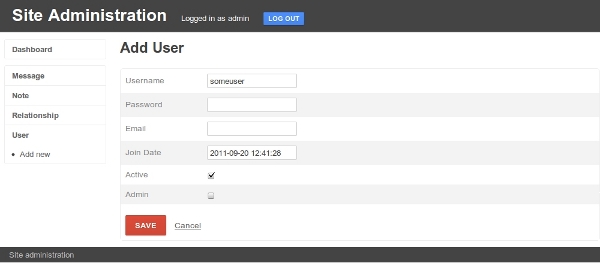 Site Administration Logged in as admin LOG OUT
Dashboard
Message
Note
Relationship
User
Add new
Add User
Username someuser
Password
Email
Join Date 2011-09-20 12:41:28
Active
Admin
SAVE Cancel
Site administration